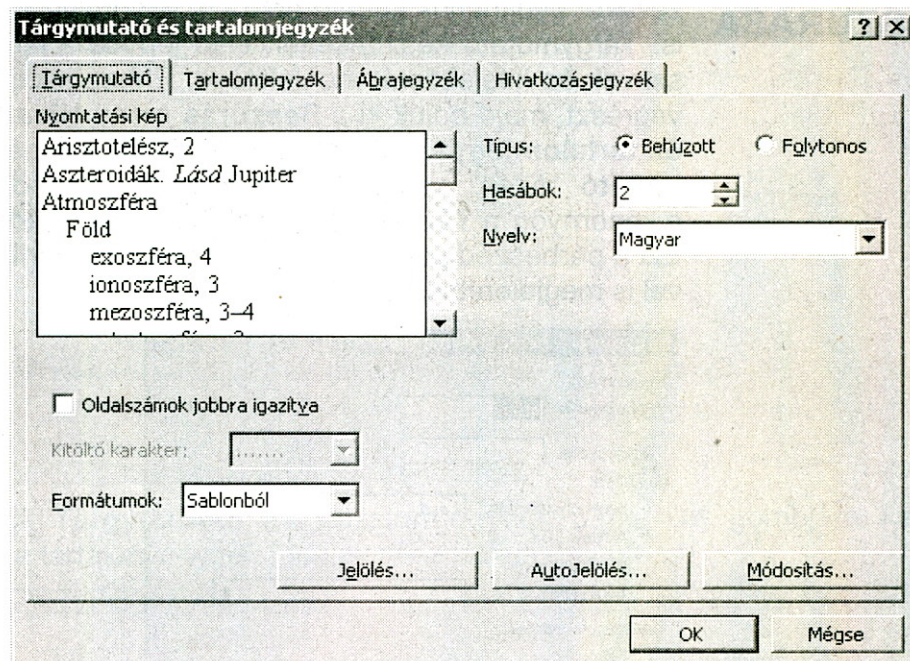 Tárgymutató és tartalomjegyzék
Tárgymutató Tartalomjegyzék Ábrajegyzék Hivatkozásjegyzék
Nyomtatási kép
Arisztotelész, 2
Aszteroidák. Lásd Jupiter
Atmoszféra
Föld
exoszféra, 4
ionoszféra, 3
mezoszféra, 3–4
Típus: Behúzott Folytonos
Hasábok: 2
Nyelv: Magyar
Oldalszámok jobbra igazítva
Kitöltő karakter: .......
Formátumok: Sablonból
Jelölés... AutoJelölés... Módosítás...
OK Mégse